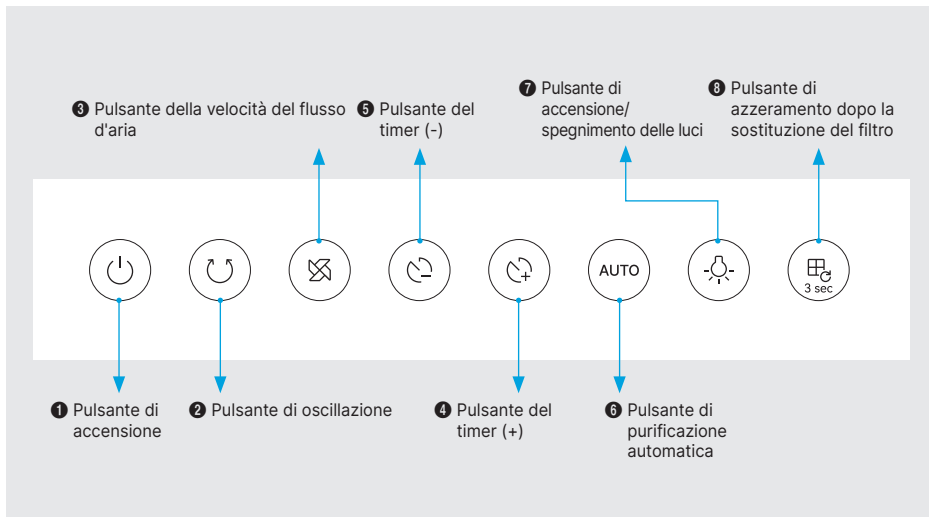 ❼ Pulsante di
accensione/
spegnimento delle luci
❽ Pulsante di
azzeramento dopo la
sostituzione del filtro
❸ Pulsante della velocità del flusso
d'aria
❺ Pulsante del
timer (-)
AUTO
3 sec
❶ Pulsante di
accensione
❷ Pulsante di oscillazione
❹ Pulsante del
timer (+)
❻ Pulsante di
purificazione
automatica